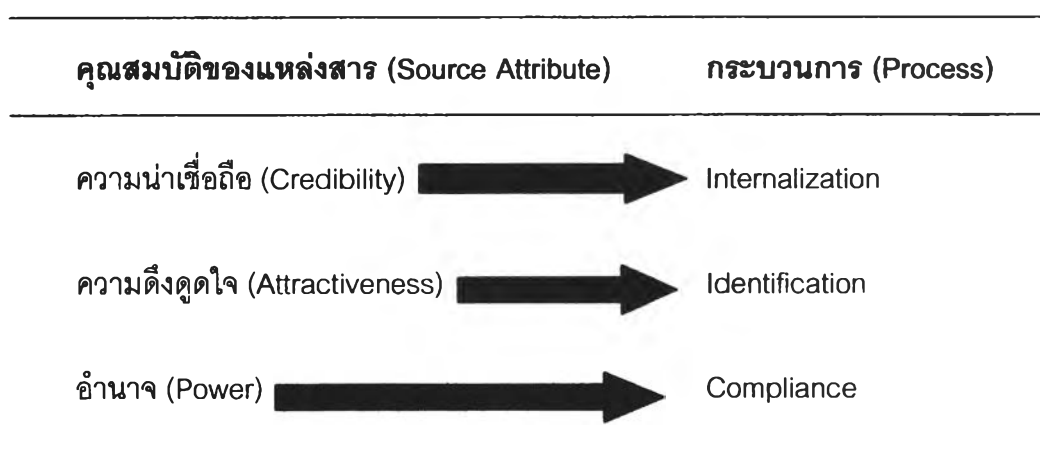 คุณสมบัติของแหล่งสาร (Source Attribute) กระบวนการ (Process)
ความน่าเชื่อถือ (Credibility) Internalization
ความดึงดูดใจ (Attractiveness) Identification
อำนาจ (Power) Compliance